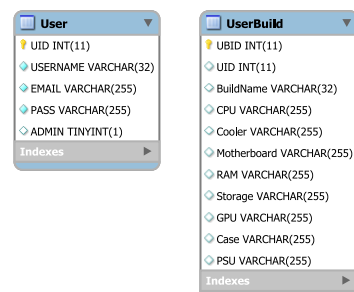 User
UID INT(11)
USERNAME VARCHAR(32)
EMAIL VARCHAR(255)
PASS VARCHAR(255)
ADMIN TINYINT(1)
Indexes
UserBuild
UBID INT(11)
UID INT(11)
BuildName VARCHAR(32)
CPU VARCHAR(255)
Cooler VARCHAR(255)
Motherboard VARCHAR(255)
RAM VARCHAR(255)
Storage VARCHAR(255)
GPU VARCHAR(255)
Case VARCHAR(255)
PSU VARCHAR(255)
Indexes